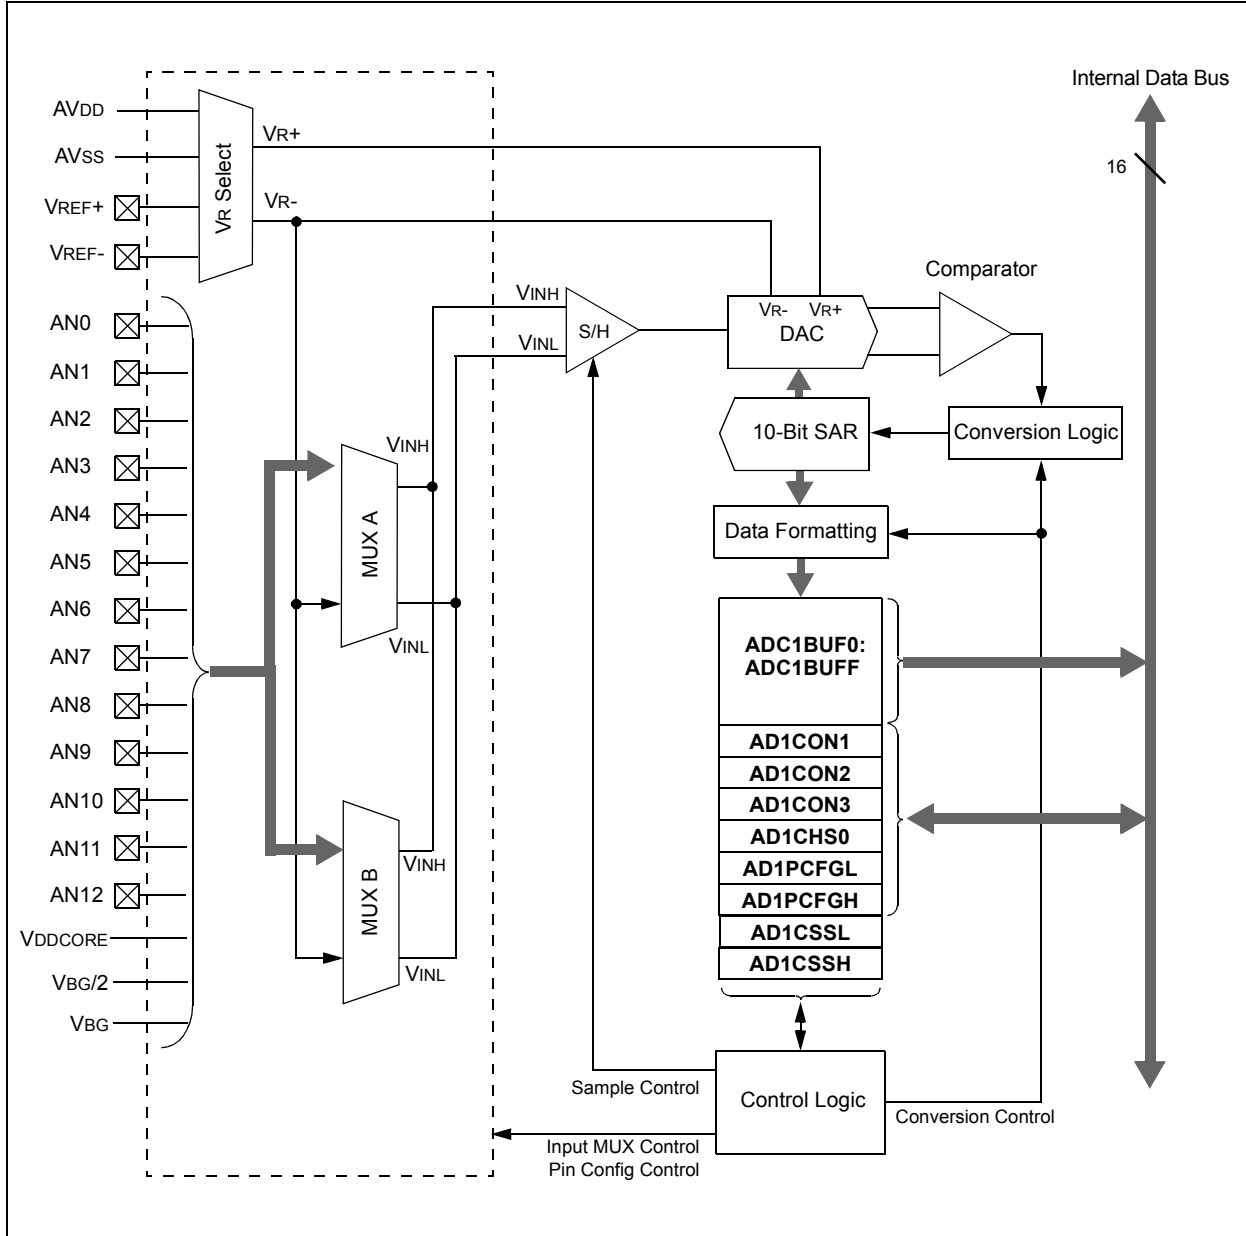 Internal Data Bus
16
AVDD
AVSS
VREF+
VREF-
VR Select
VR+
VR-
AN0
AN1
AN2
AN3
AN4
AN5
AN6
AN7
AN8
AN9
AN10
AN11
AN12
VDDCORE
VBG/2
VBG
MUX A
VINH
VINL
MUX B
VINH
VINL
VINH
VINL
S/H
VR- VR+
DAC
Comparator
10-Bit SAR
Conversion Logic
Data Formatting
ADC1BUF0:
ADC1BUFF
AD1CON1
AD1CON2
AD1CON3
AD1CHS0
AD1PCFGL
AD1PCFGH
AD1CSSL
AD1CSSH
Control Logic
Sample Control
Conversion Control
Input MUX Control
Pin Config Control